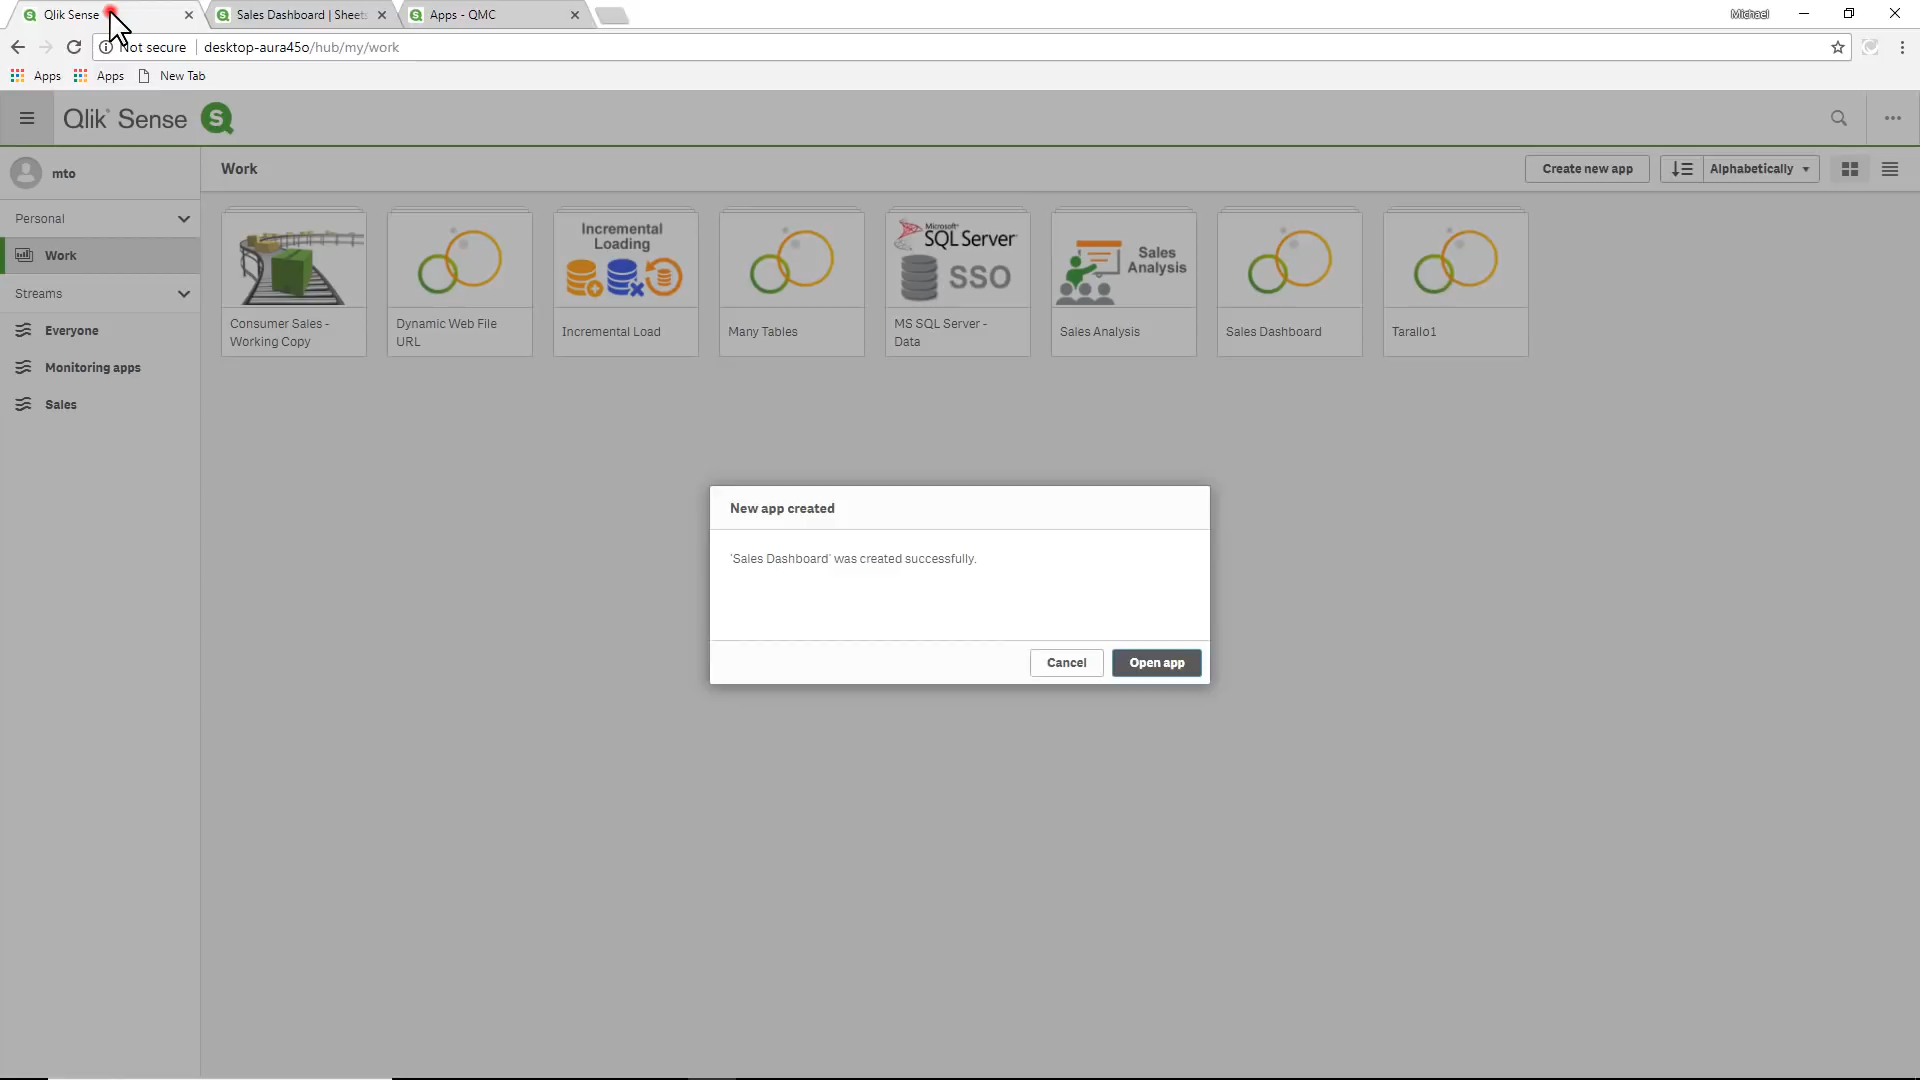 Qlik Sense
Sales Dashboard | Sheets
Apps - QMC
Michael
Not secure
desktop-aura45o/hub/my/work
Apps
Apps
New Tab
Qlik Sense
S
mto
Work
Create new app
Alphabetically
Personal
Work
Streams
Everyone
Monitoring apps
Sales
Consumer Sales -
Working Copy
Dynamic Web File
URL
Incremental
Loading
Incremental Load
Many Tables
Microsoft
SQL Server
SSO
MS SQL Server -
Data
Sales
Analysis
Sales Analysis
Sales Dashboard
Tarallo1
New app created
'Sales Dashboard' was created successfully.
Cancel
Open app